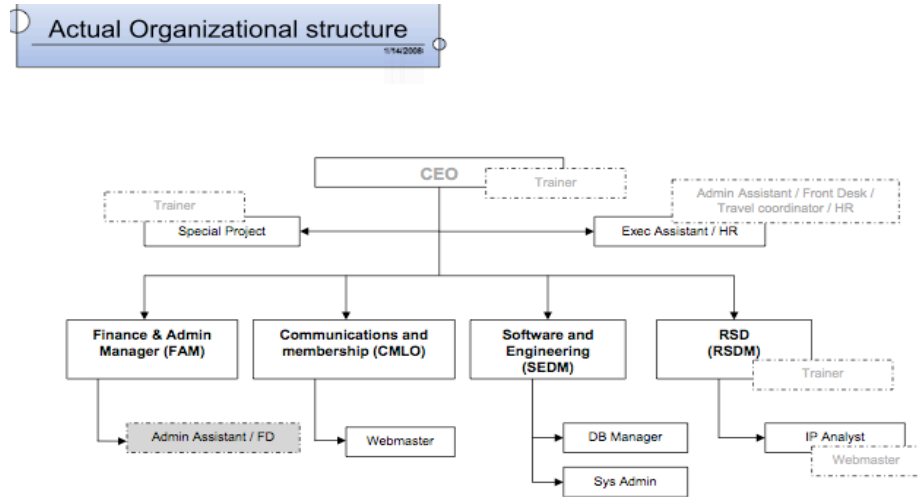 Actual Organizational structure
1/14/2008
CEO
Trainer
Trainer
Admin Assistant / Front Desk /
Travel coordinator / HR
Special Project
Exec Assistant / HR
Finance & Admin
Manager (FAM)
Communications and
membership (CMLO)
Software and
Engineering
(SEDM)
RSD
(RSDM)
Trainer
Admin Assistant / FD
Webmaster
DB Manager
IP Analyst
Webmaster
Sys Admin